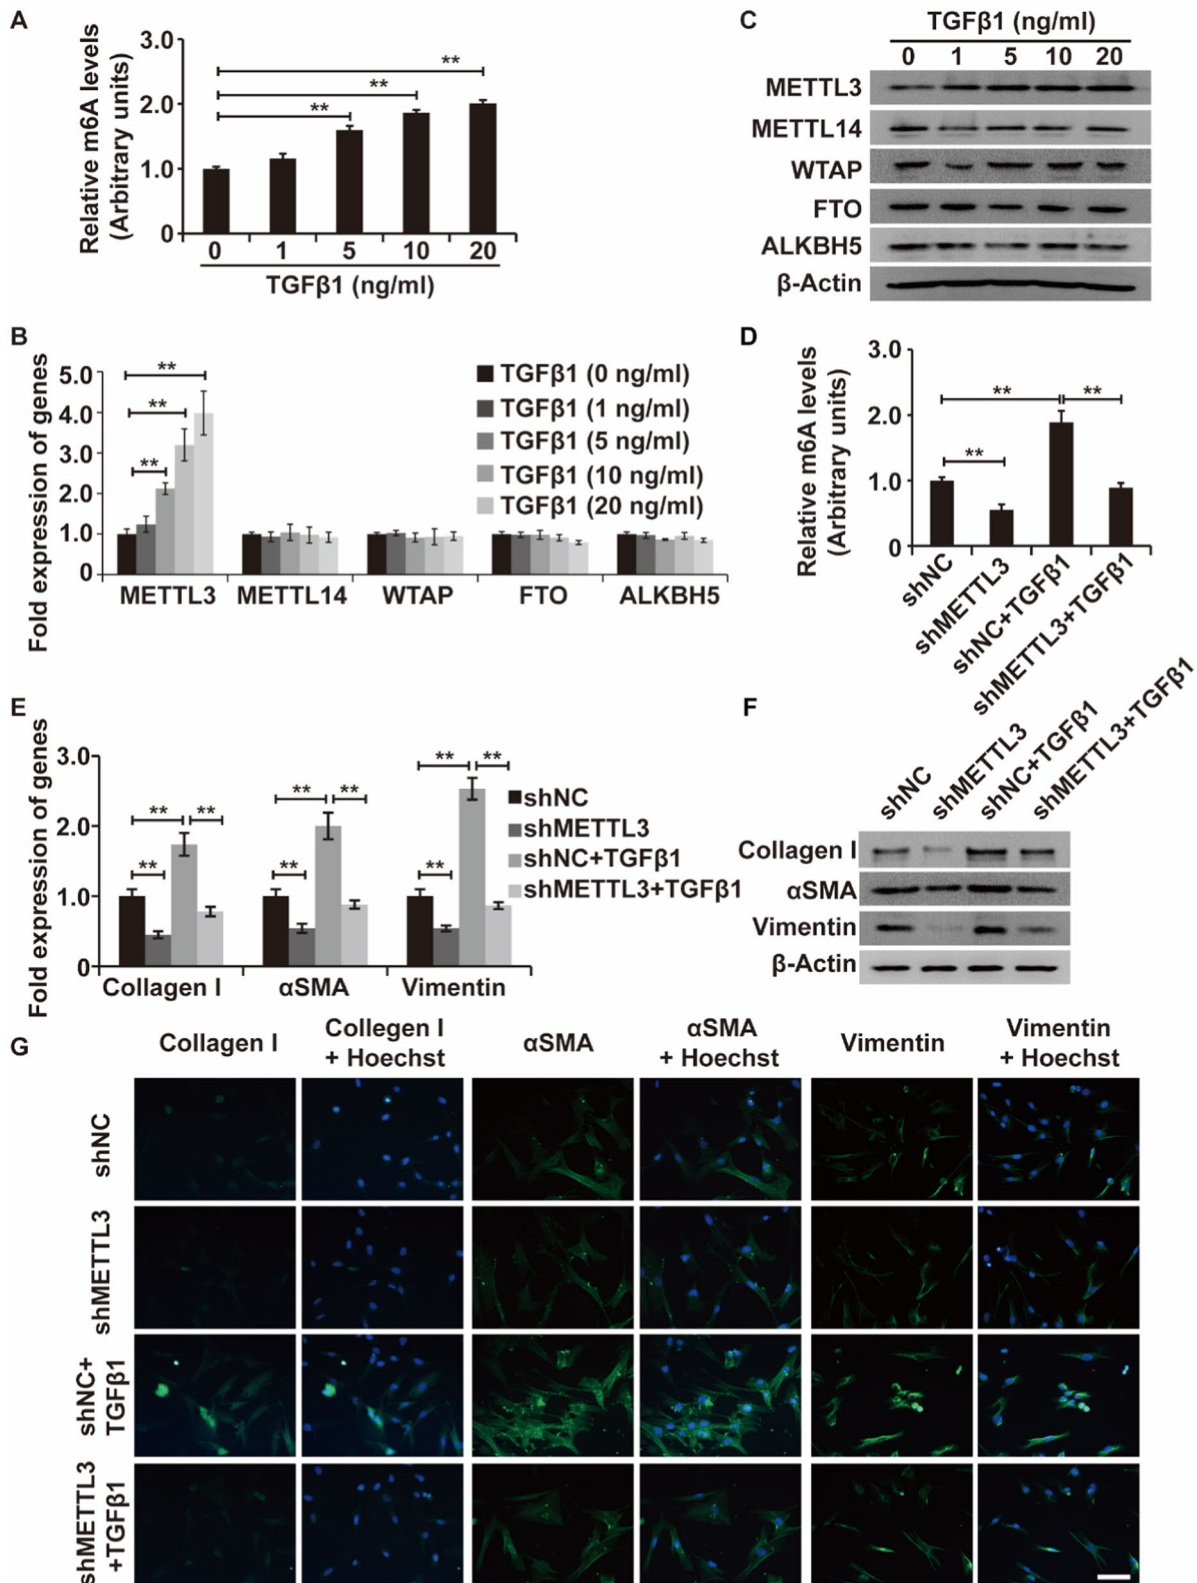 A
Relative m6A levels
(Arbitrary units)
3.0
2.0
1.0
0
**
**
**
0 1 5 10 20
TGFβ1 (ng/ml)
C
TGFβ1 (ng/ml)
0 1 5 10 20
METTL3
METTL14
WTAP
FTO
ALKBH5
β-Actin
B
Fold expression of genes
5.0
4.0
3.0
2.0
1.0
0
**
**
**
TGFβ1 (0 ng/ml)
TGFβ1 (1 ng/ml)
TGFβ1 (5 ng/ml)
TGFβ1 (10 ng/ml)
TGFβ1 (20 ng/ml)
METTL3 METTL14 WTAP FTO ALKBH5
D
Relative m6A levels
(Arbitrary units)
3.0
2.0
1.0
0
** **
**
shNC
shMETTL3
shNC+TGFβ1
shMETTL3+TGFβ1
E
Fold expression of genes
3.0
2.0
1.0
0
** **
**
** **
**
** **
**
shNC
shMETTL3
shNC+TGFβ1
shMETTL3+TGFβ1
Collagen I αSMA Vimentin
F
shNC
shMETTL3
shNC+TGFβ1
shMETTL3+TGFβ1
Collagen I
αSMA
Vimentin
β-Actin
G
Collagen I
Collegen I
+ Hoechst
αSMA
αSMA
+ Hoechst
Vimentin
Vimentin
+ Hoechst
shNC
shMETTL3
shNC+
TGFβ1
shMETTL3
+TGFβ1